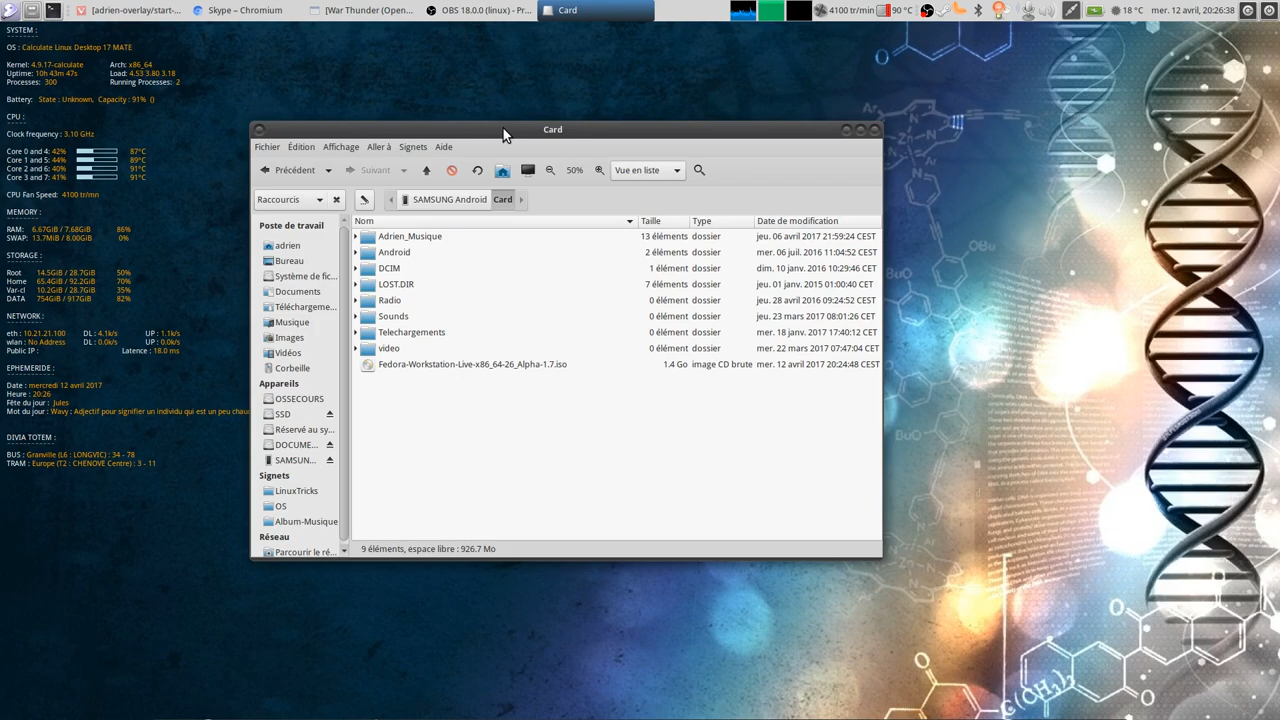 [adrien-overlay/start-... Skype – Chromium [War Thunder (Open... OBS 18.0.0 (linux) - Pr... Card 4100 tr/min 90 °C 18 °C mer. 12 avril, 20:26:38
SYSTEM :
OS : Calculate Linux Desktop 17 MATE
Kernel: 4.9.17-calculate Arch: x86_64
Uptime: 10h 43m 47s Load: 4.53 3.80 3.18
Processes: 300 Running Processes: 2
Battery: State : Unknown, Capacity : 91% ()
CPU :
Clock frequency : 3.10 GHz
Core 0 and 4: 42% 87°C
Core 1 and 5: 44% 89°C
Core 2 and 6: 40% 91°C
Core 3 and 7: 41% 91°C
CPU Fan Speed: 4100 tr/mn
MEMORY :
RAM: 6.67GiB / 7.68GiB 86%
SWAP: 13.7MiB / 8.00GiB 0%
STORAGE :
Root 14.5GiB / 28.7GiB 50%
Home 65.4GiB / 92.2GiB 70%
Var-cl 10.2GiB / 28.7GiB 35%
DATA 754GiB / 917GiB 82%
NETWORK :
eth : 10.21.21.100 DL : 4.1k/s UP : 1.1k/s
wlan : No Address DL : 0.0k/s UP : 0.0k/s
Public IP : Latence : 18.0 ms
EPHEMERIDE :
Date : mercredi 12 avril 2017
Heure : 20:26
Fête du jour : Jules
Mot du jour : Wavy : Adjectif pour signifier un individu qui est un peu chau
DIVIA TOTEM :
BUS : Granville (L6 : LONGVIC) : 34 - 78
TRAM : Europe (T2 : CHENOVE Centre) : 3 - 11
Card
Fichier Édition Affichage Aller à Signets Aide
Précédent Suivant 50% Vue en liste
Raccourcis SAMSUNG Android Card
Poste de travail
adrien
Bureau
Système de fic...
Documents
Téléchargeme...
Musique
Images
Vidéos
Corbeille
Appareils
OSSECOURS
SSD
Réservé au sy...
DOCUME...
SAMSUN...
Signets
LinuxTricks
OS
Album-Musique
Réseau
Parcourir le ré...
Nom Taille Type Date de modification
Adrien_Musique 13 éléments dossier jeu. 06 avril 2017 21:59:24 CEST
Android 2 éléments dossier mer. 06 juil. 2016 11:04:52 CEST
DCIM 1 élément dossier dim. 10 janv. 2016 10:29:46 CET
LOST.DIR 7 éléments dossier jeu. 01 janv. 2015 01:00:40 CET
Radio 0 élément dossier jeu. 28 avril 2016 09:24:52 CEST
Sounds 0 élément dossier jeu. 23 mars 2017 08:01:26 CET
Telechargements 0 élément dossier mer. 18 janv. 2017 17:40:12 CET
video 0 élément dossier mer. 22 mars 2017 07:47:04 CET
Fedora-Workstation-Live-x86_64-26_Alpha-1.7.iso 1.4 Go image CD brute mer. 12 avril 2017 20:24:48 CEST
9 éléments, espace libre : 926.7 Mo
OBu
BuO
BuO
C(CH₃)₃